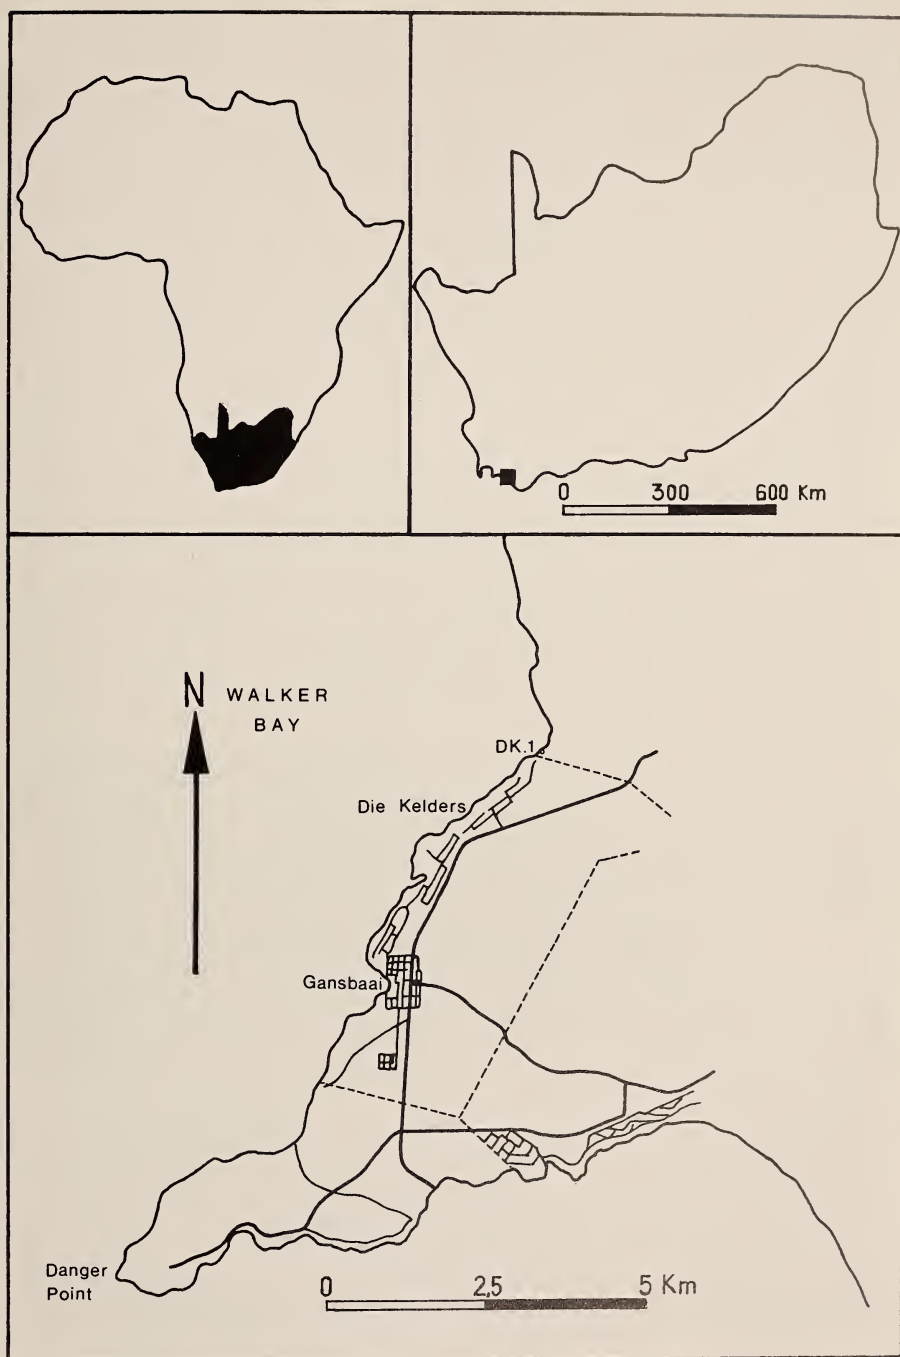 0 300 600 Km
N
WALKER
BAY
DK.1
Die Kelders
Gansbaai
Danger
Point
0 2,5 5 Km